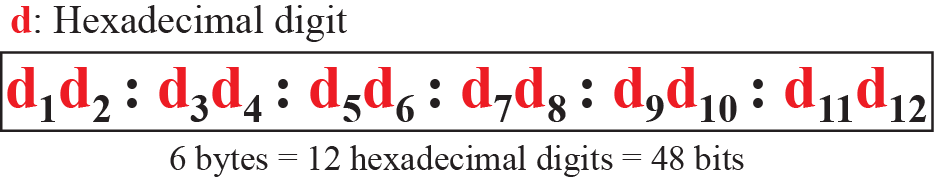 d: Hexadecimal digit
d₁d₂ : d₃d₄ : d₅d₆ : d₇d₈ : d₉d₁₀ : d₁₁d₁₂
6 bytes = 12 hexadecimal digits = 48 bits